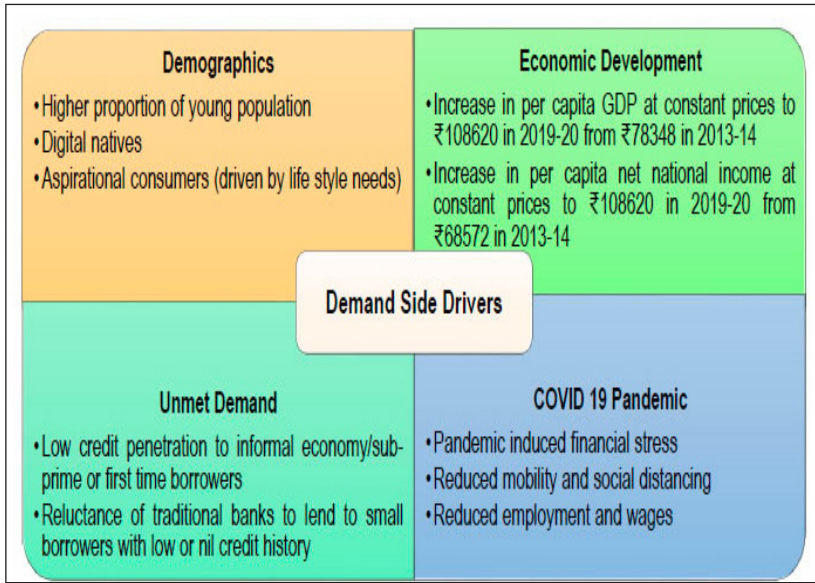 Demographics
•Higher proportion of young population
•Digital natives
•Aspirational consumers (driven by life style needs)
Economic Development
•Increase in per capita GDP at constant prices to
₹108620 in 2019-20 from ₹78348 in 2013-14
•Increase in per capita net national income at
constant prices to ₹108620 in 2019-20 from
₹68572 in 2013-14
Demand Side Drivers
Unmet Demand
•Low credit penetration to informal economy/sub-
prime or first time borrowers
•Reluctance of traditional banks to lend to small
borrowers with low or nil credit history
COVID 19 Pandemic
•Pandemic induced financial stress
•Reduced mobility and social distancing
•Reduced employment and wages